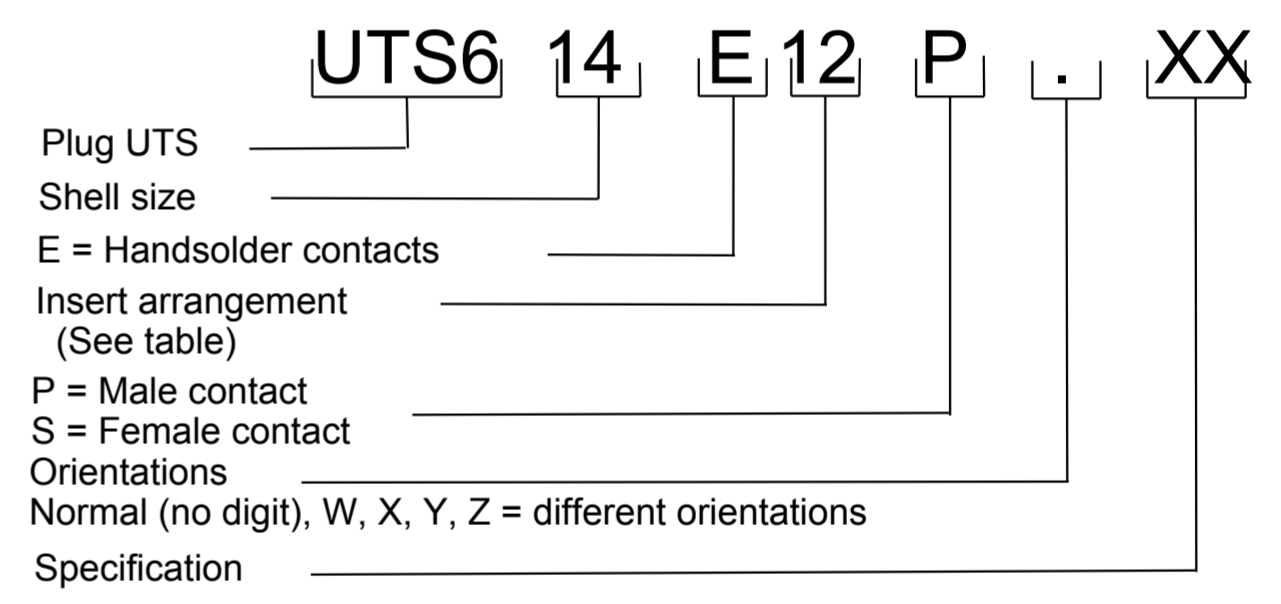 UTS6 14 E 12 P . XX
Plug UTS
Shell size
E = Handsolder contacts
Insert arrangement
(See table)
P = Male contact
S = Female contact
Orientations
Normal (no digit), W, X, Y, Z = different orientations
Specification